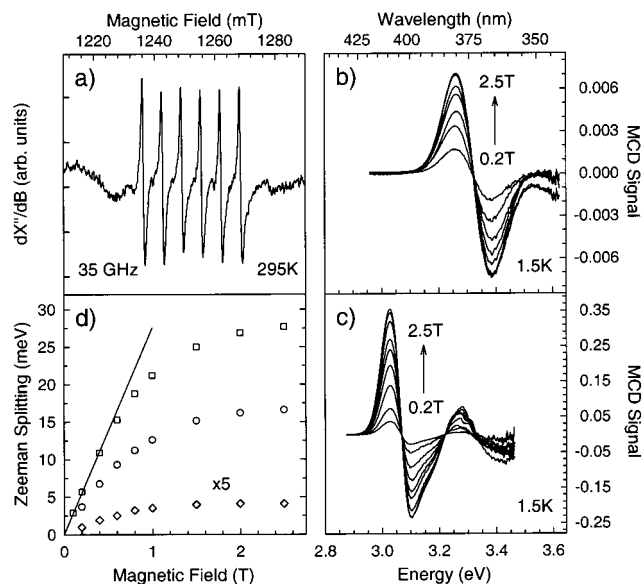 Magnetic Field (mT)
1220 1240 1260 1280
Wavelength (nm)
425 400 375 350
a)
dX"/dB (arb. units)
35 GHz
295K
b)
2.5T
0.2T
1.5K
0.006
0.003
0.000
-0.003
-0.006
MCD Signal
d)
Zeeman Splitting (meV)
30
25
20
15
10
5
0
x5
0 1 2
Magnetic Field (T)
c)
2.5T
0.2T
1.5K
0.35
0.25
0.15
0.05
-0.05
-0.15
-0.25
MCD Signal
2.8 3.0 3.2 3.4 3.6
Energy (eV)